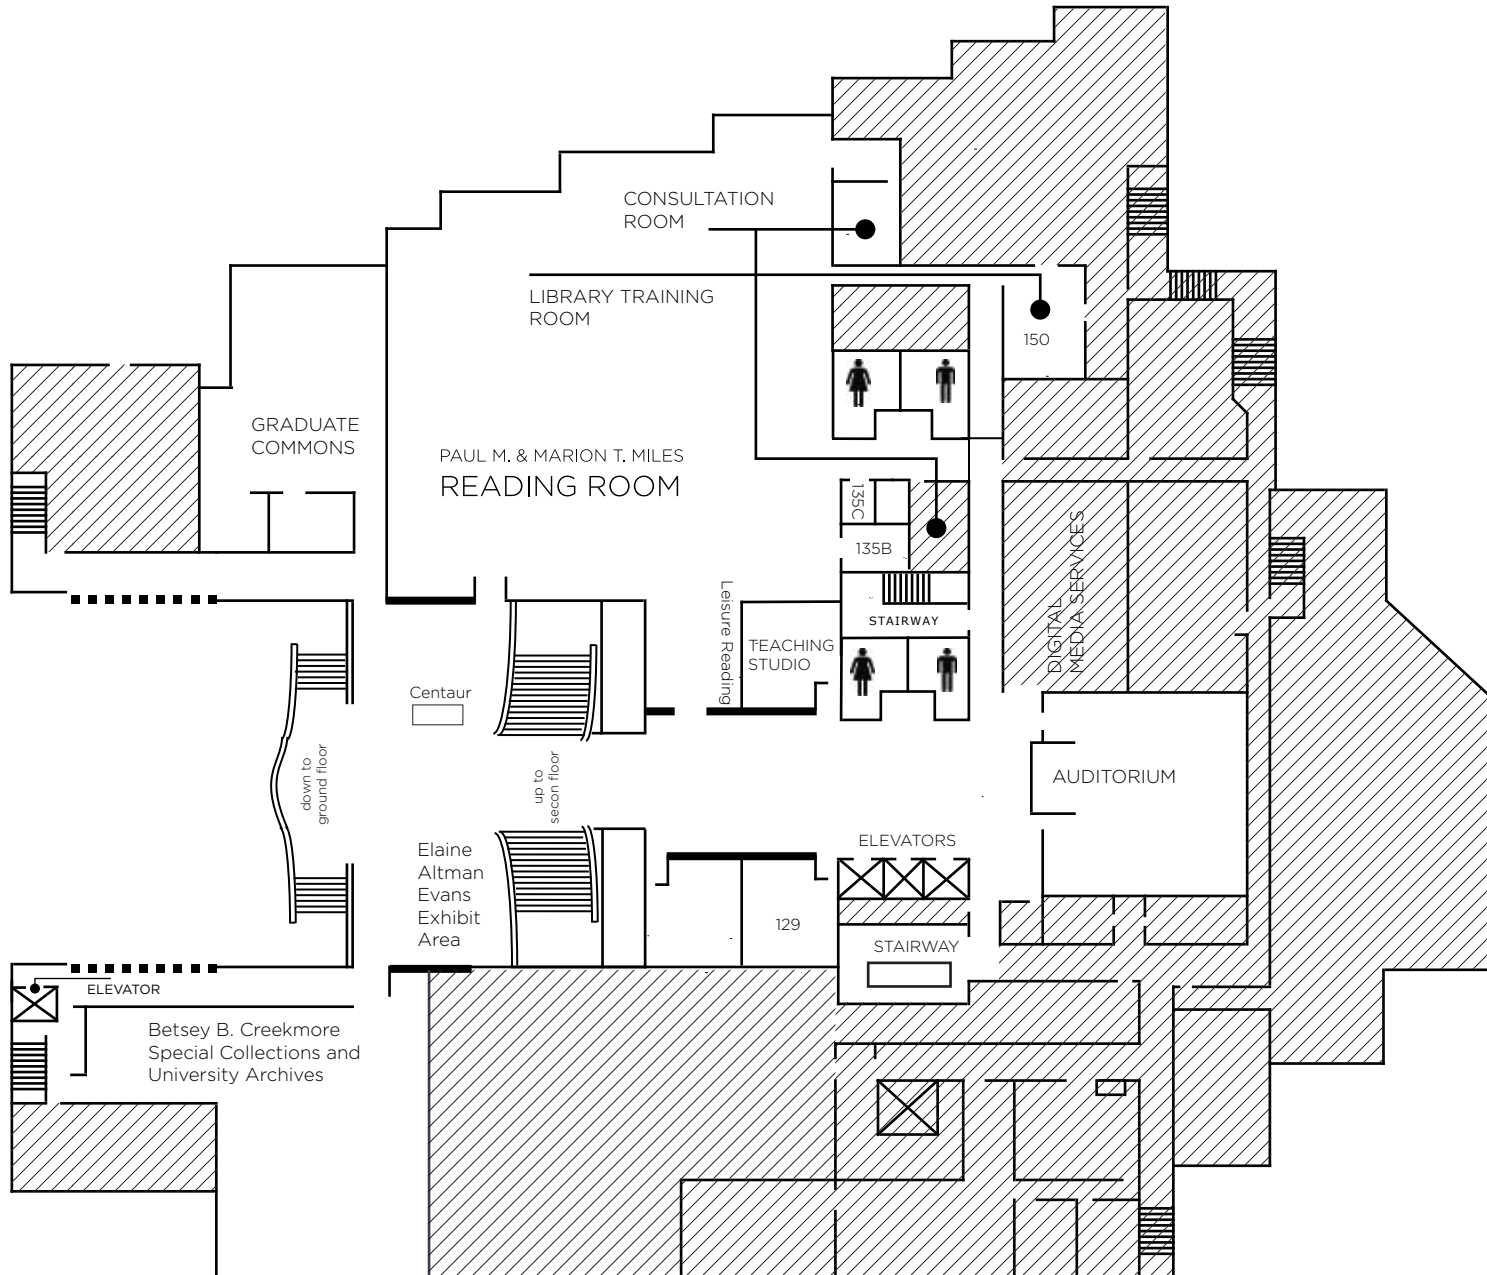 CONSULTATION
ROOM
LIBRARY TRAINING
ROOM
150
GRADUATE
COMMONS
PAUL M. & MARION T. MILES
READING ROOM
135C
135B
DIGITAL
MEDIA SERVICES
Leisure Reading
STAIRWAY
TEACHING
STUDIO
Centaur
down to
ground floor
up to
secon floor
AUDITORIUM
ELEVATORS
Elaine
Altman
Evans
Exhibit
Area
129
STAIRWAY
ELEVATOR
Betsey B. Creekmore
Special Collections and
University Archives